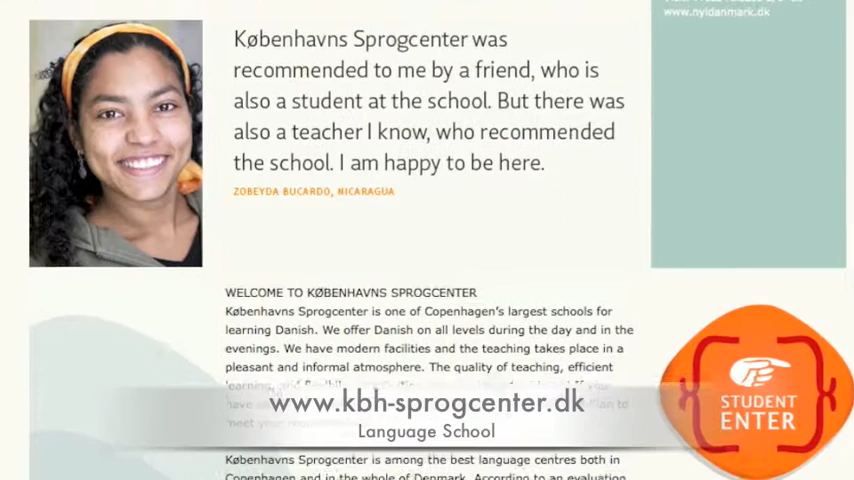 www.nyidanmark.dk
Københavns Sprogcenter was
recommended to me by a friend, who is
also a student at the school. But there was
also a teacher I know, who recommended
the school. I am happy to be here.
ZOBEYDA BUCARDO, NICARAGUA
WELCOME TO KØBENHAVNS SPROGCENTER
Københavns Sprogcenter is one of Copenhagen's largest schools for
learning Danish. We offer Danish on all levels during the day and in the
evenings. We have modern facilities and the teaching takes place in a
pleasant and informal atmosphere. The quality of teaching, efficient
learning, and
have
meet your
www.kbh-sprogcenter.dk
Language School
Københavns Sprogcenter is among the best language centres both in
Copenhagen and in the whole of Denmark. According to an evaluation
STUDENT
ENTER